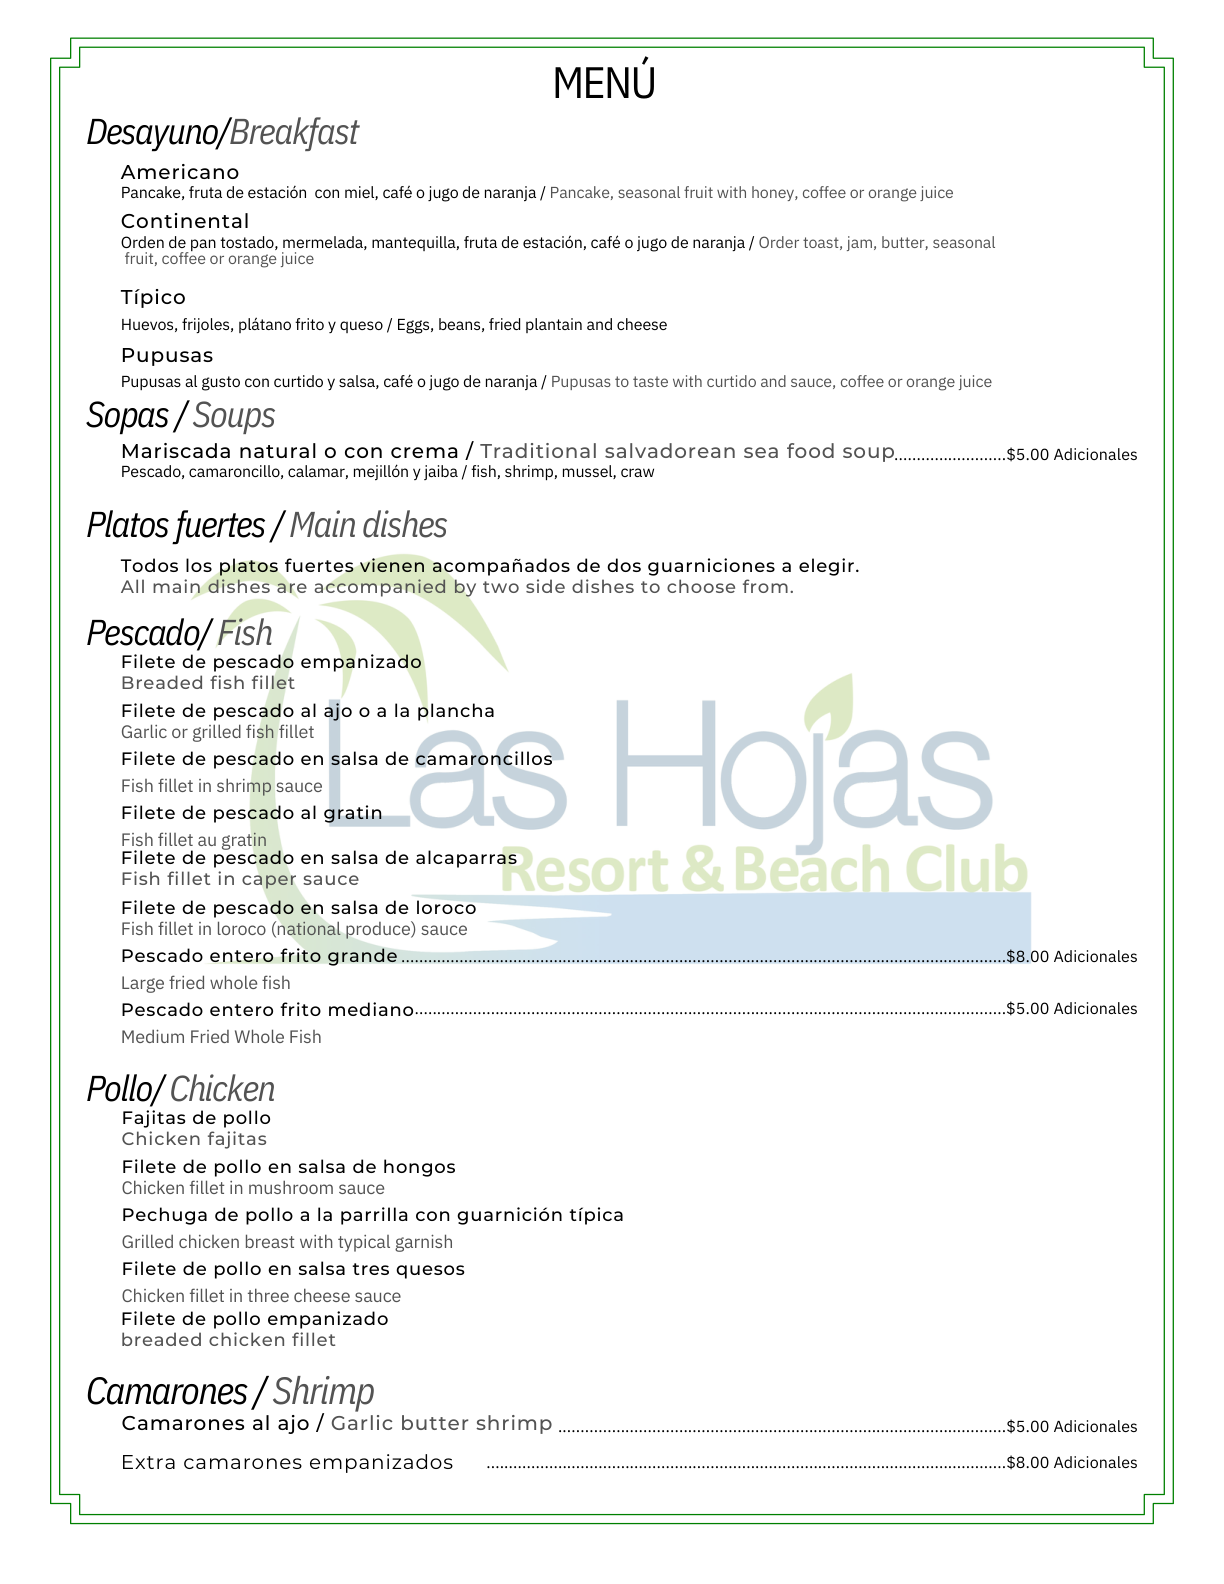 MENÚ
Desayuno/Breakfast
Americano
Pancake, fruta de estación con miel, café o jugo de naranja / Pancake, seasonal fruit with honey, coffee or orange juice
Continental
Orden de pan tostado, mermelada, mantequilla, fruta de estación, café o jugo de naranja / Order toast, jam, butter, seasonal
fruit, coffee or orange juice
Típico
Huevos, frijoles, plátano frito y queso / Eggs, beans, fried plantain and cheese
Pupusas
Pupusas al gusto con curtido y salsa, café o jugo de naranja / Pupusas to taste with curtido and sauce, coffee or orange juice
Sopas / Soups
Mariscada natural o con crema / Traditional salvadorean sea food soup.........................$5.00 Adicionales
Pescado, camaroncillo, calamar, mejillón y jaiba / fish, shrimp, mussel, craw
Platos fuertes / Main dishes
Todos los platos fuertes vienen acompañados de dos guarniciones a elegir.
All main dishes are accompanied by two side dishes to choose from.
Pescado/ Fish
Filete de pescado empanizado
Breaded fish fillet
Filete de pescado al ajo o a la plancha
Garlic or grilled fish fillet
Filete de pescado en salsa de camaroncillos
Fish fillet in shrimp sauce
Filete de pescado al gratin
Fish fillet au gratin
Filete de pescado en salsa de alcaparras
Fish fillet in caper sauce
Filete de pescado en salsa de loroco
Fish fillet in loroco (national produce) sauce
Pescado entero frito grande.......................................................................................................................................$8.00 Adicionales
Large fried whole fish
Pescado entero frito mediano....................................................................................................................................$5.00 Adicionales
Medium Fried Whole Fish
Las Hojas
Resort & Beach Club
Pollo/ Chicken
Fajitas de pollo
Chicken fajitas
Filete de pollo en salsa de hongos
Chicken fillet in mushroom sauce
Pechuga de pollo a la parrilla con guarnición típica
Grilled chicken breast with typical garnish
Filete de pollo en salsa tres quesos
Chicken fillet in three cheese sauce
Filete de pollo empanizado
breaded chicken fillet
Camarones / Shrimp
Camarones al ajo / Garlic butter shrimp ....................................................................................................$5.00 Adicionales
Extra camarones empanizados ....................................................................................................................$8.00 Adicionales